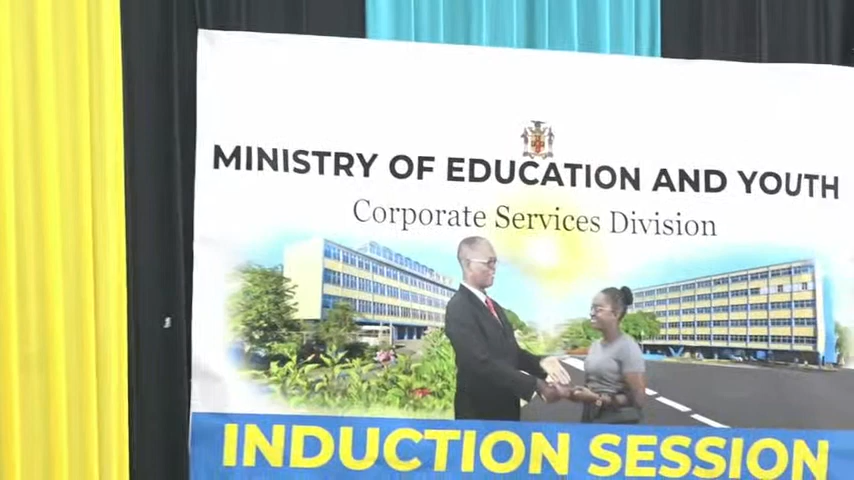 MINISTRY OF EDUCATION AND YOUTH
Corporate Services Division
INDUCTION SESSION